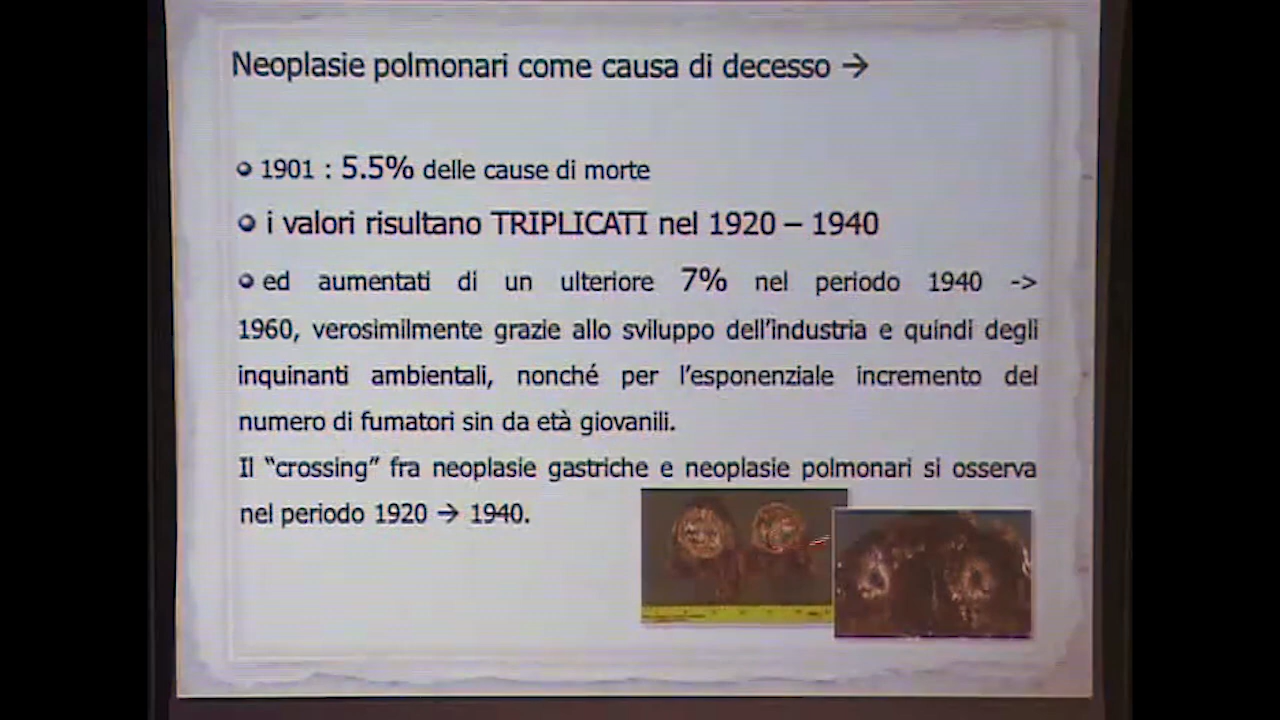 Neoplasie polmonari come causa di decesso →
1901 : 5.5% delle cause di morte
i valori risultano TRIPLICATI nel 1920 – 1940
ed aumentati di un ulteriore 7% nel periodo 1940 ->
1960, verosimilmente grazie allo sviluppo dell'industria e quindi degli
inquinanti ambientali, nonché per l'esponenziale incremento del
numero di fumatori sin da età giovanili.
Il "crossing" fra neoplasie gastriche e neoplasie polmonari si osserva
nel periodo 1920 → 1940.